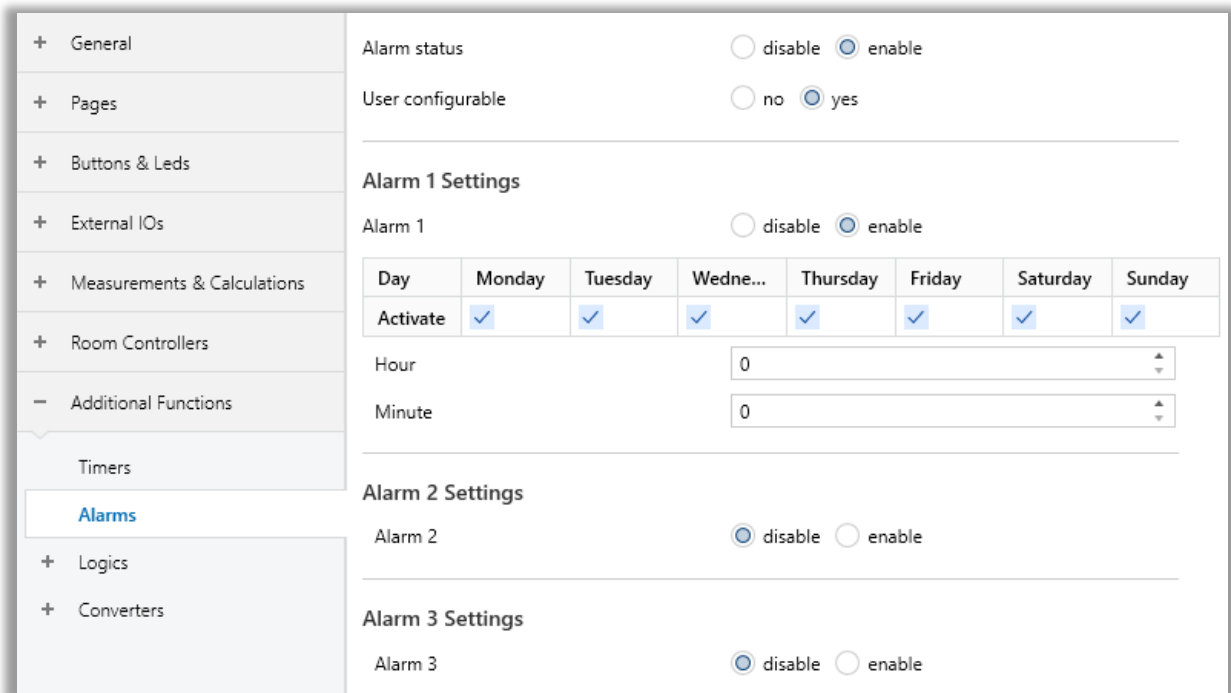 General
Pages
Buttons & Leds
External IOs
Measurements & Calculations
Room Controllers
Additional Functions
Timers
Alarms
Logics
Converters
Alarm status disable enable
User configurable no yes
Alarm 1 Settings
Alarm 1 disable enable
Day Monday Tuesday Wedne... Thursday Friday Saturday Sunday
Activate
Hour 0
Minute 0
Alarm 2 Settings
Alarm 2 disable enable
Alarm 3 Settings
Alarm 3 disable enable